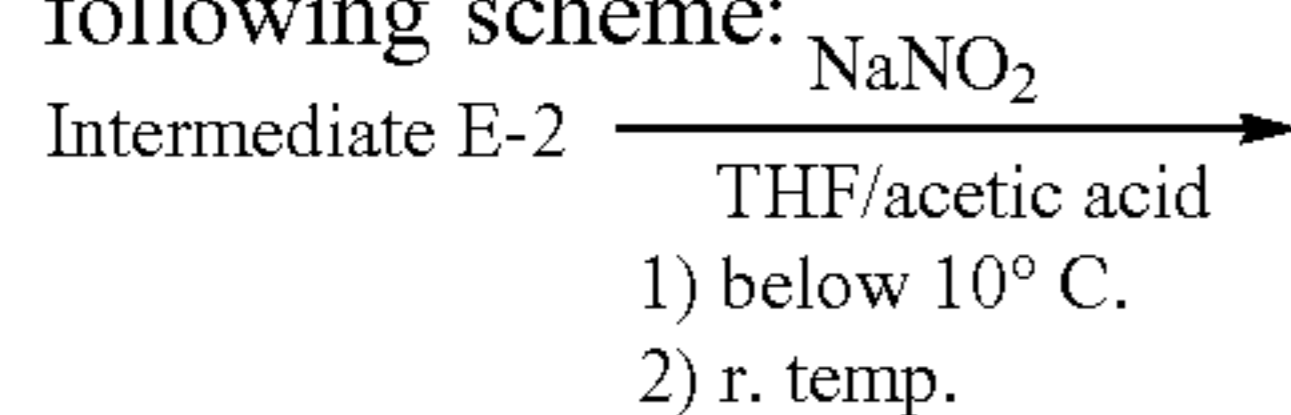 following scheme:
NaNO2
Intermediate E-2
THF/acetic acid
1) below 10° C.
2) r. temp.